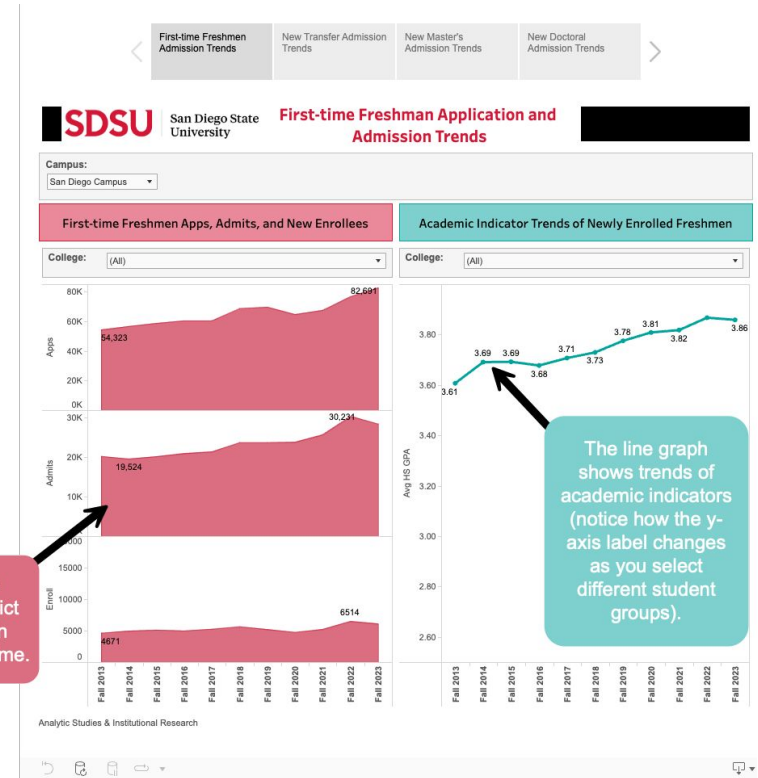 First-time Freshmen
Admission Trends
New Transfer Admission
Trends
New Master's
Admission Trends
New Doctoral
Admission Trends
SDSU
San Diego State
University
First-time Freshman Application and
Admission Trends
Campus:
San Diego Campus
First-time Freshmen Apps, Admits, and New Enrollees
Academic Indicator Trends of Newly Enrolled Freshmen
College:
(All)
College:
(All)
Apps
80K
60K
40K
20K
0K
54,323
82,691
Admits
30K
20K
10K
19,524
30,231
Enroll
15000
10000
5000
0
4671
6514
Fall 2013
Fall 2014
Fall 2015
Fall 2016
Fall 2017
Fall 2018
Fall 2019
Fall 2020
Fall 2021
Fall 2022
Fall 2023
Avg HS GPA
3.80
3.60
3.40
3.20
3.00
2.80
2.60
3.61
3.69
3.69
3.68
3.71
3.73
3.78
3.81
3.82
3.86
Fall 2013
Fall 2014
Fall 2015
Fall 2016
Fall 2017
Fall 2018
Fall 2019
Fall 2020
Fall 2021
Fall 2022
Fall 2023
The line graph
shows trends of
academic indicators
(notice how the y-
axis label changes
as you select
different student
groups).
Analytic Studies & Institutional Research